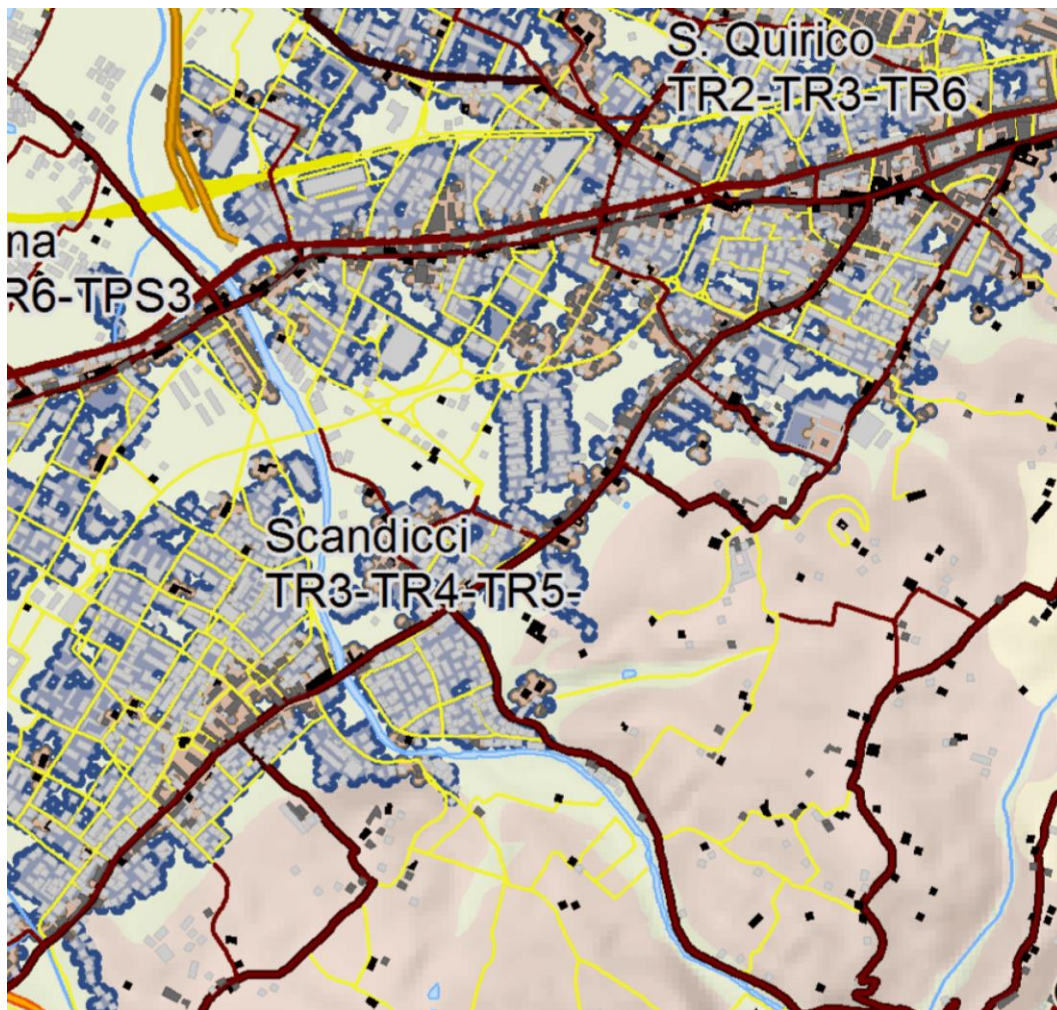 S. Quirico
TR2-TR3-TR6
na
R6-TPS3
Scandicci
TR3-TR4-TR5-